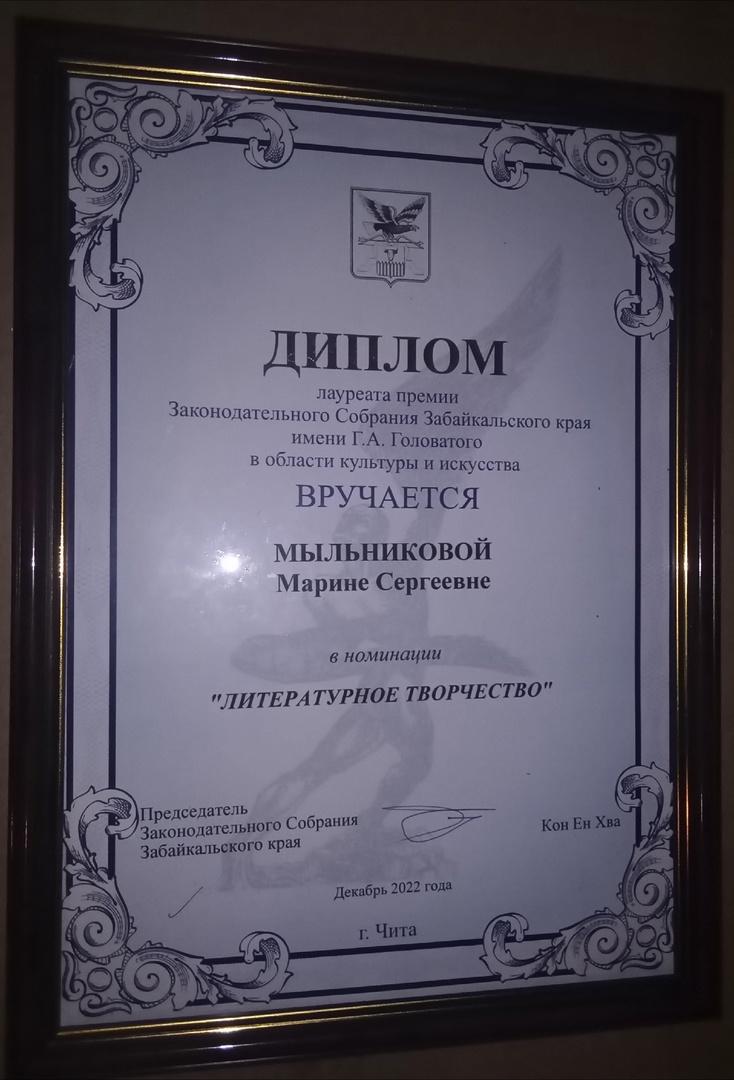 ДИПЛОМ
лауреата премии
Законодательного Собрания Забайкальского края
имени Г.А. Головатого
в области культуры и искусства
ВРУЧАЕТСЯ
МЫЛЬНИКОВОЙ
Марине Сергеевне
в номинации
"ЛИТЕРАТУРНОЕ ТВОРЧЕСТВО"
Председатель
Законодательного Собрания
Забайкальского края
Кон Ен Хва
Декабрь 2022 года
г. Чита